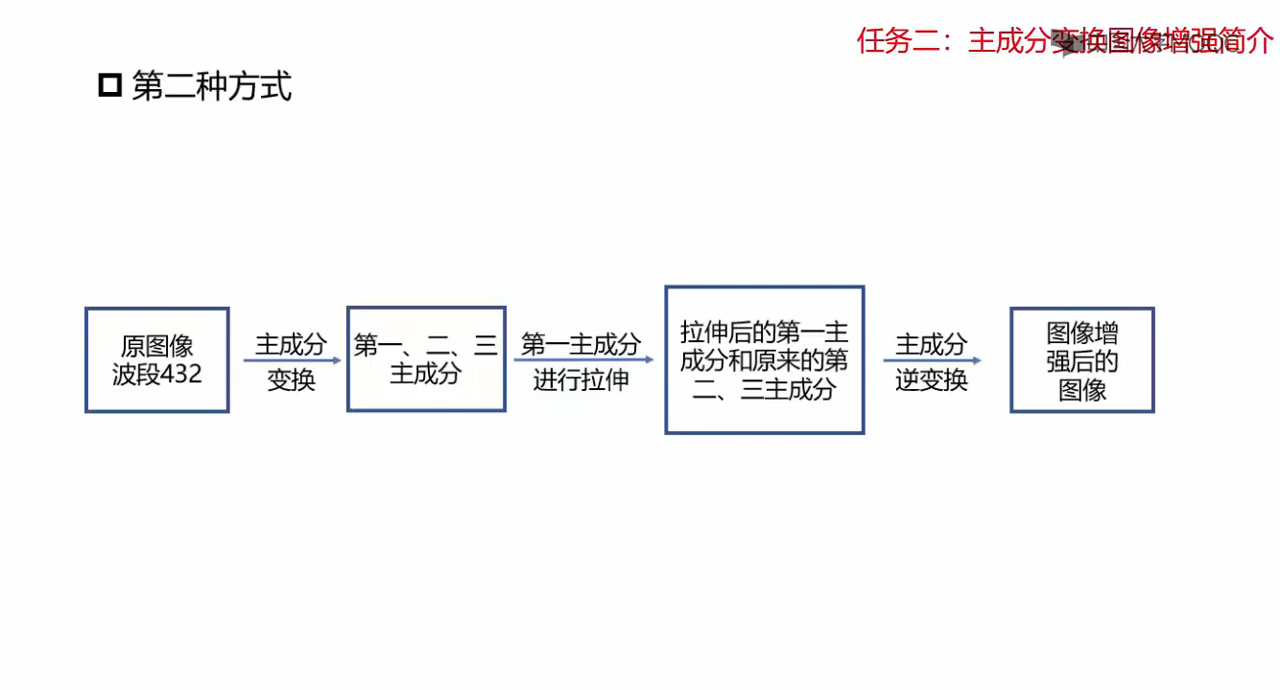 任务二：主成分变换图像增强简介
第二种方式
原图像
波段432
主成分
变换
第一、二、三
主成分
第一主成分
进行拉伸
拉伸后的第一主
成分和原来的第
二、三主成分
主成分
逆变换
图像增
强后的
图像